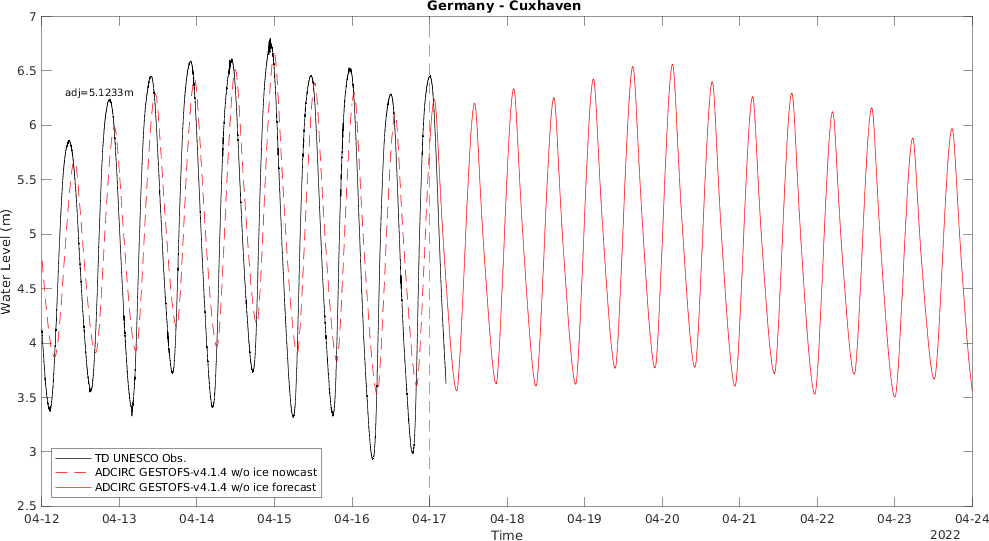 Germany - Cuxhaven
7
6.5
6
5.5
5
4.5
4
3.5
3
2.5
Water Level (m)
adj=5.1233m
TD UNESCO Obs.
ADCIRC GESTOFS-v4.1.4 w/o ice nowcast
ADCIRC GESTOFS-v4.1.4 w/o ice forecast
04-12 04-13 04-14 04-15 04-16 04-17 04-18 04-19 04-20 04-21 04-22 04-23 04-24
Time
2022